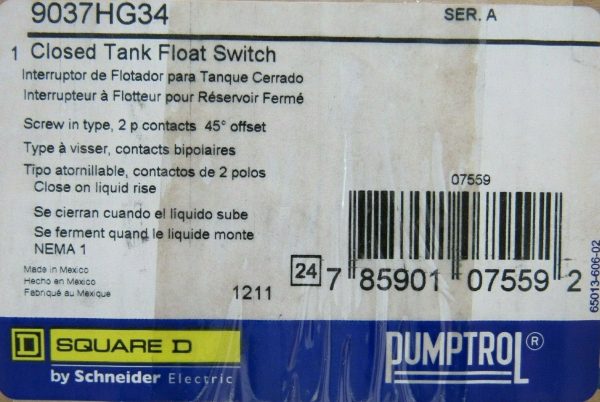 9037HG34 SER. A
1 Closed Tank Float Switch
Interruptor de Flotador para Tanque Cerrado
Interrupteur à Flotteur pour Réservoir Fermé
Screw in type, 2 p contacts 45° offset
Type à visser, contacts bipolaires
Tipo atornillable, contactos de 2 polos
Close on liquid rise
Se cierran cuando el líquido sube
Se ferment quand le liquide monte
NEMA 1
Made in Mexico
Hecho en Mexico
Fabriqué au Mexique
1211
07559
24 7 85901 07559 2
65013-606-02
SQUARE D
by Schneider Electric
PUMPTROL®